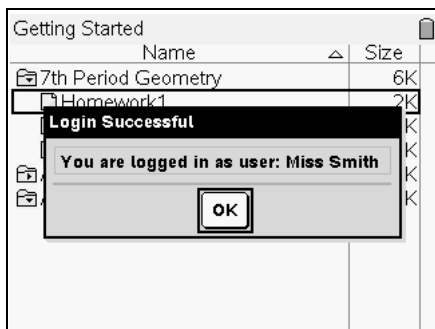 Getting Started
Name Size
7th Period Geometry 6K
Homework1 2K
Login Successful
K
You are logged in as user: Miss Smith
K
K
OK
K